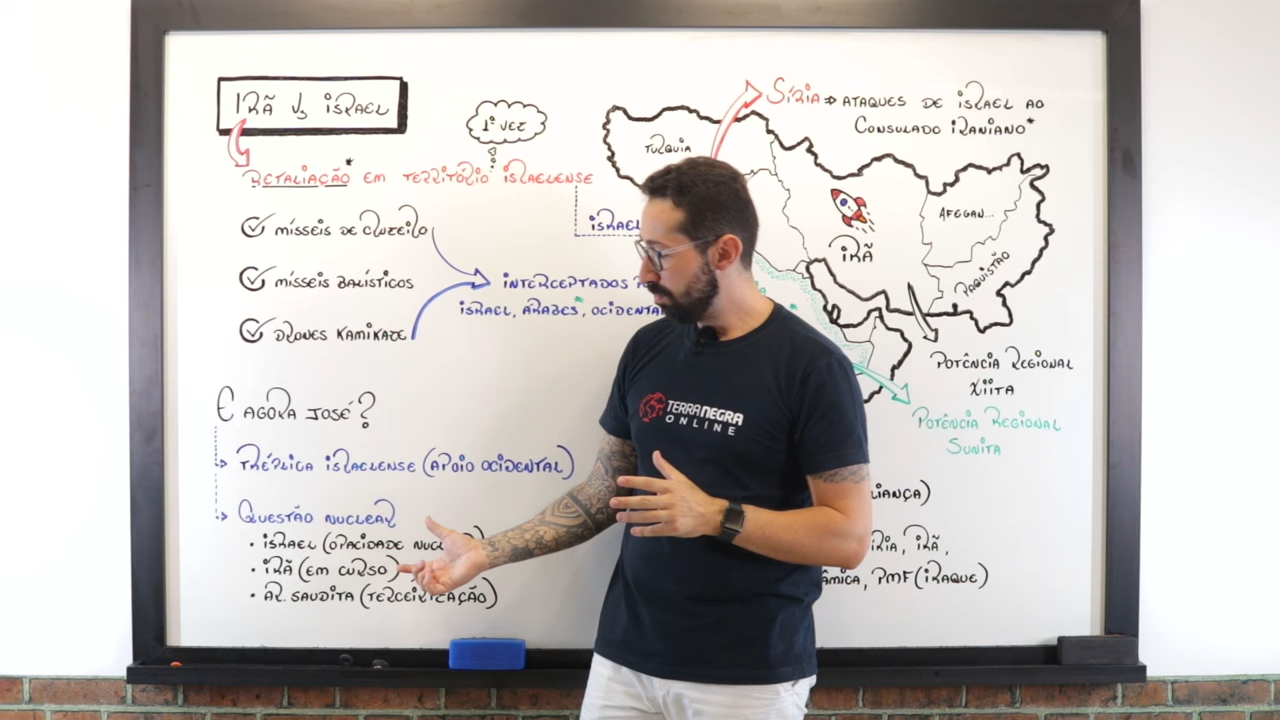 IRÃ Vs ISRAEL
1ª VEZ
RETALIAÇÃO* EM TERRITÓRIO ISRAELENSE
ISRAEL
MÍSSEIS DE CRUZEIRO
MÍSSEIS BALÍSTICOS
DRONES KAMIKAZE
INTERCEPTADOS
ISRAEL, ÁRABES*, OCIDENTA
E AGORA JOSÉ?
TRÉPLICA ISRAELENSE (APOIO OCIDENTAL)
QUESTÃO NUCLEAR
• ISRAEL (OPACIDADE NUC
• IRÃ (EM CURSO)
• AR. SAUDITA (TERCEIRIZAÇÃO)
SÍRIA ⇒ ATAQUES DE ISRAEL AO
CONSULADO IRANIANO*
TURQUIA
IRÃ
AFEGAN...
PAQUISTÃO
POTÊNCIA REGIONAL
XIITA
POTÊNCIA REGIONAL
SUNITA
LIANÇA)
RIA, IRÃ,
ÂMICA, PMF (IRAQUE)
TERRA NEGRA
ONLINE